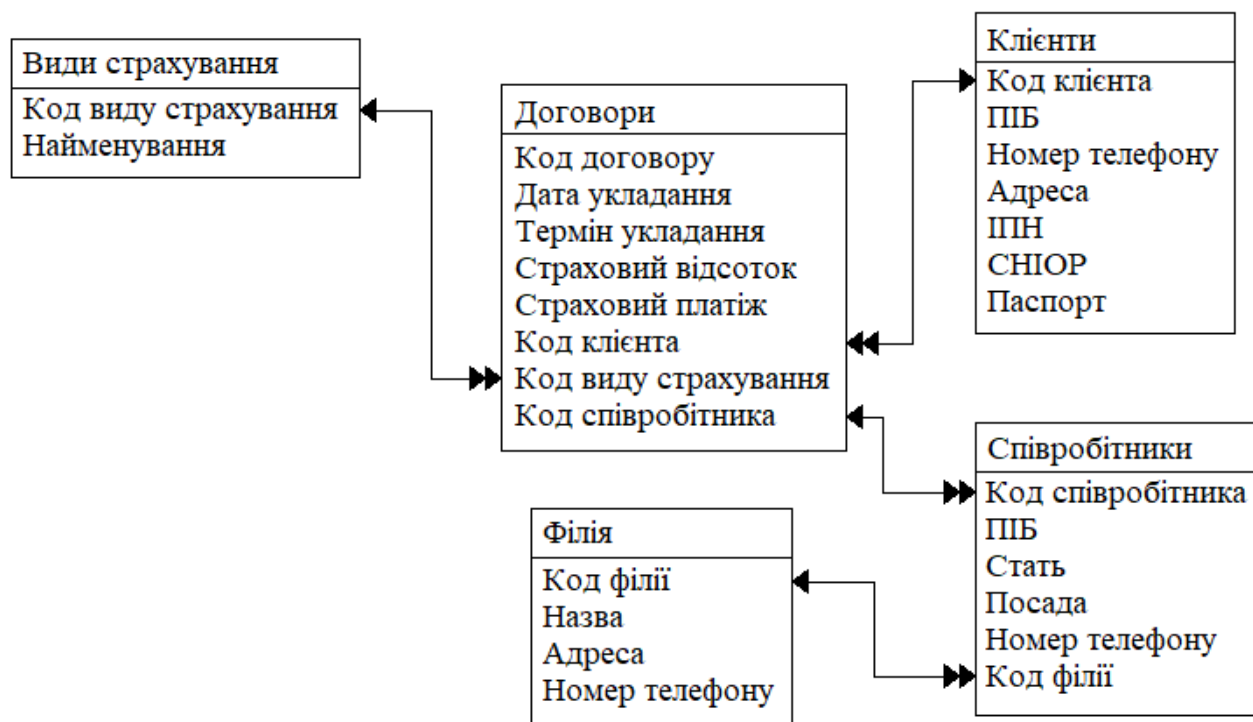 Види страхування
Код виду страхування
Найменування
Договори
Код договору
Дата укладання
Термін укладання
Страховий відсоток
Страховий платіж
Код клієнта
Код виду страхування
Код співробітника
Клієнти
Код клієнта
ПІБ
Номер телефону
Адреса
ІПН
СНІОР
Паспорт
Філія
Код філії
Назва
Адреса
Номер телефону
Співробітники
Код співробітника
ПІБ
Стать
Посада
Номер телефону
Код філії